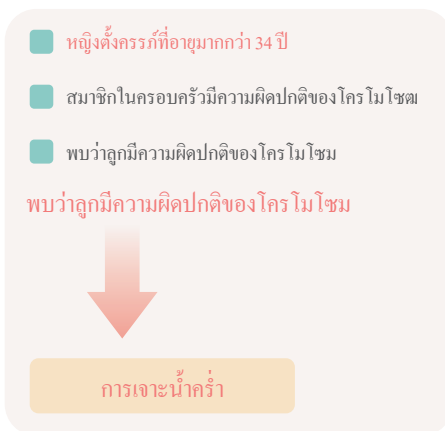 หญิงตั้งครรภ์ที่อายุมากกว่า 34 ปี
สมาชิกในครอบครัวมีความผิดปกติของโครโมโซฒ
พบว่าลูกมีความผิดปกติของโครโมโซม
พบว่าลูกมีความผิดปกติของโครโมโซม
การเจาะน้ำคร่ำ